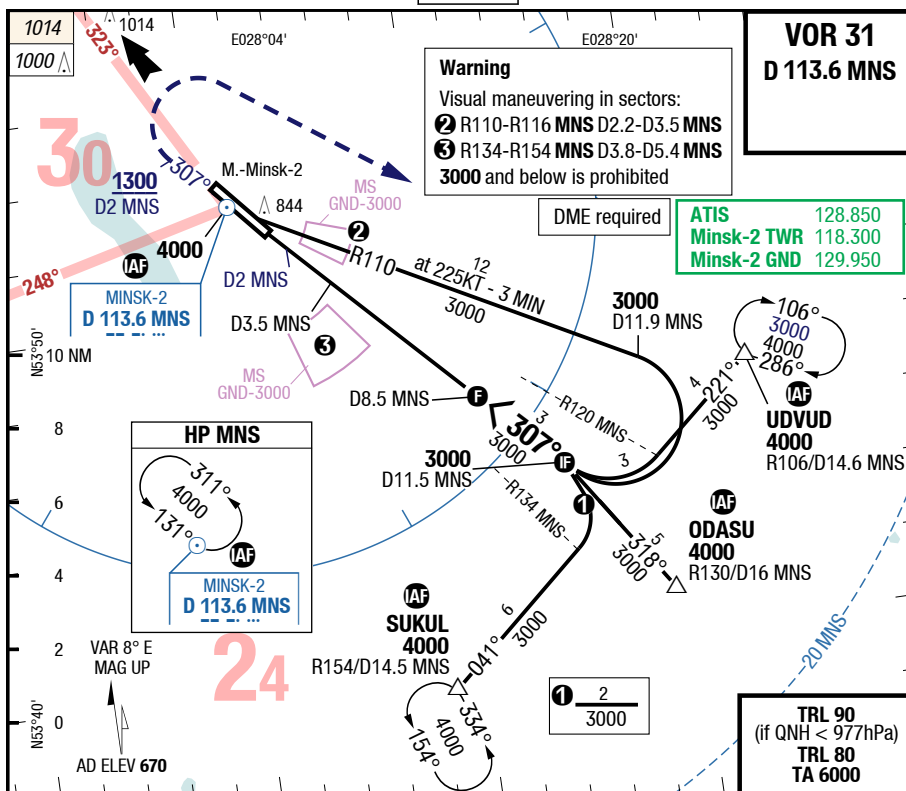 1014
1000
1014
323°
E028°04'
E028°20'
VOR 31
D 113.6 MNS
Warning
Visual maneuvering in sectors:
2 R110-R116 MNS D2.2-D3.5 MNS
3 R134-R154 MNS D3.8-D5.4 MNS
3000 and below is prohibited
30
307°
M.-Minsk-2
1300
D2 MNS
844
MS
GND-3000
2
DME required
ATIS 128.850
Minsk-2 TWR 118.300
Minsk-2 GND 129.950
4000
IAF
248°
R110
12
at 225KT - 3 MIN
3000
D2 MNS
MINSK-2
D 113.6 MNS
3000
D11.9 MNS
106°
3000
4000
286°
D3.5 MNS
3
MS
GND-3000
N53°50'
10 NM
4
221°
3000
IAF
UDVUD
4000
R106/D14.6 MNS
D8.5 MNS
F
R120 MNS
3
307°
3000
3
8
HP MNS
311°
4000
131°
IAF
MINSK-2
D 113.6 MNS
3000
D11.5 MNS
IF
R134 MNS
1
6
IAF
ODASU
4000
R130/D16 MNS
5
318°
3000
4
IAF
SUKUL
4000
R154/D14.5 MNS
6
041°
3000
20 MNS
VAR 8° E
MAG UP
24
2
334°
4000
154°
1 2
3000
N53°40'
0
AD ELEV 670
TRL 90
(if QNH < 977hPa)
TRL 80
TA 6000